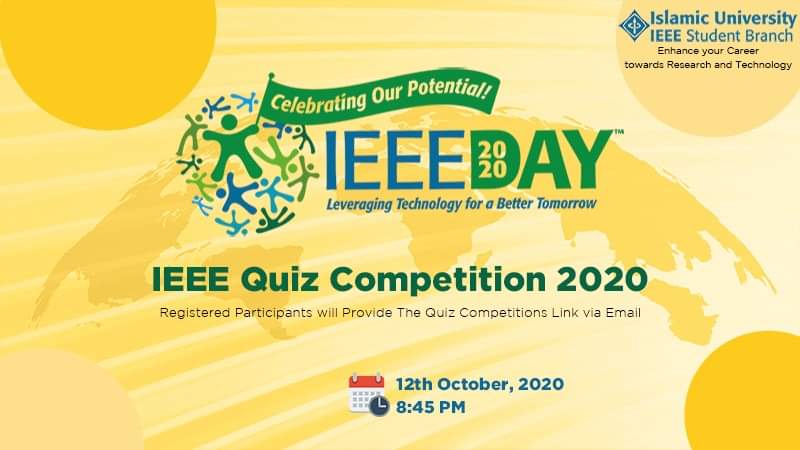 Islamic University
IEEE Student Branch
Enhance your Career
towards Research and Technology
Celebrating Our Potential!
IEEE 2020 DAY™
Leveraging Technology for a Better Tomorrow
IEEE Quiz Competition 2020
Registered Participants will Provide The Quiz Competitions Link via Email
12th October, 2020
8:45 PM